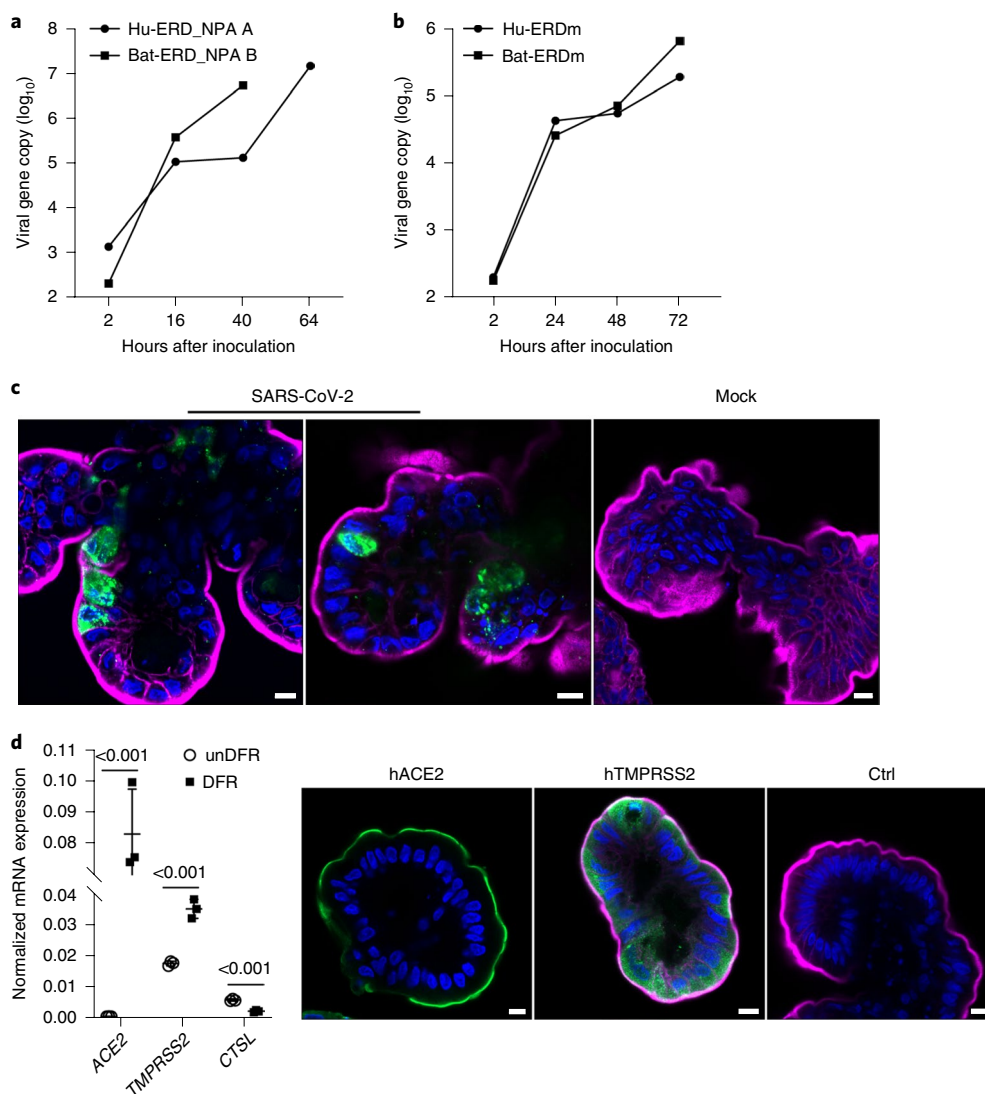 a
Hu-ERD_NPA A
Bat-ERD_NPA B
Viral gene copy (log10)
8
7
6
5
4
3
2
2 16 40 64
Hours after inoculation
b
Hu-ERDm
Bat-ERDm
Viral gene copy (log10)
6
5
4
3
2
2 24 48 72
Hours after inoculation
c
SARS-CoV-2
Mock
d
unDFR
DFR
Normalized mRNA expression
0.11
0.10
0.09
0.08
0.04
0.03
0.02
0.01
0.00
<0.001
<0.001
<0.001
ACE2
TMPRSS2
CTSL
hACE2
hTMPRSS2
Ctrl